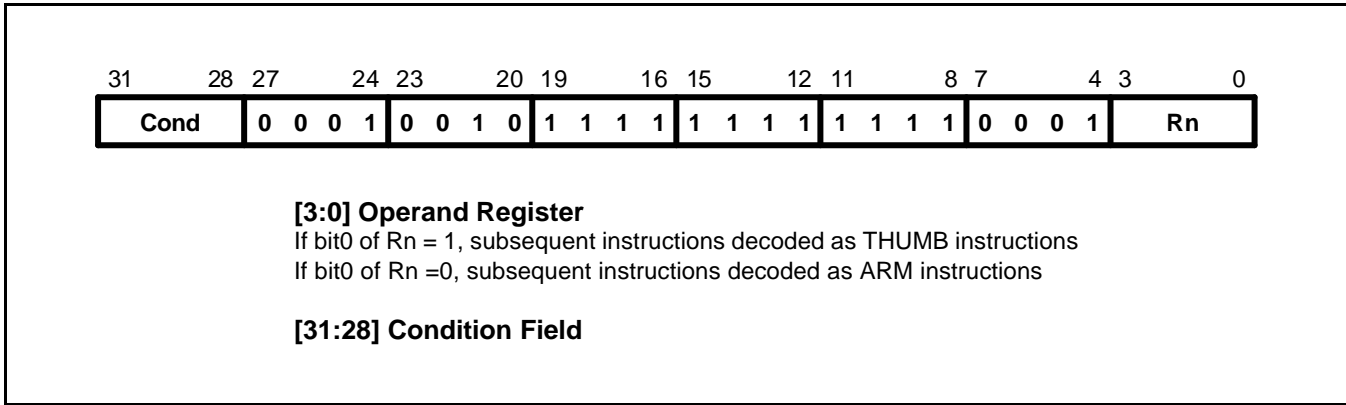 31 28 27 24 23 20 19 16 15 12 11 8 7 4 3 0
Cond 0 0 0 1 0 0 1 0 1 1 1 1 1 1 1 1 1 1 1 1 0 0 0 1 Rn
[3:0] Operand Register
If bit0 of Rn = 1, subsequent instructions decoded as THUMB instructions
If bit0 of Rn =0, subsequent instructions decoded as ARM instructions
[31:28] Condition Field